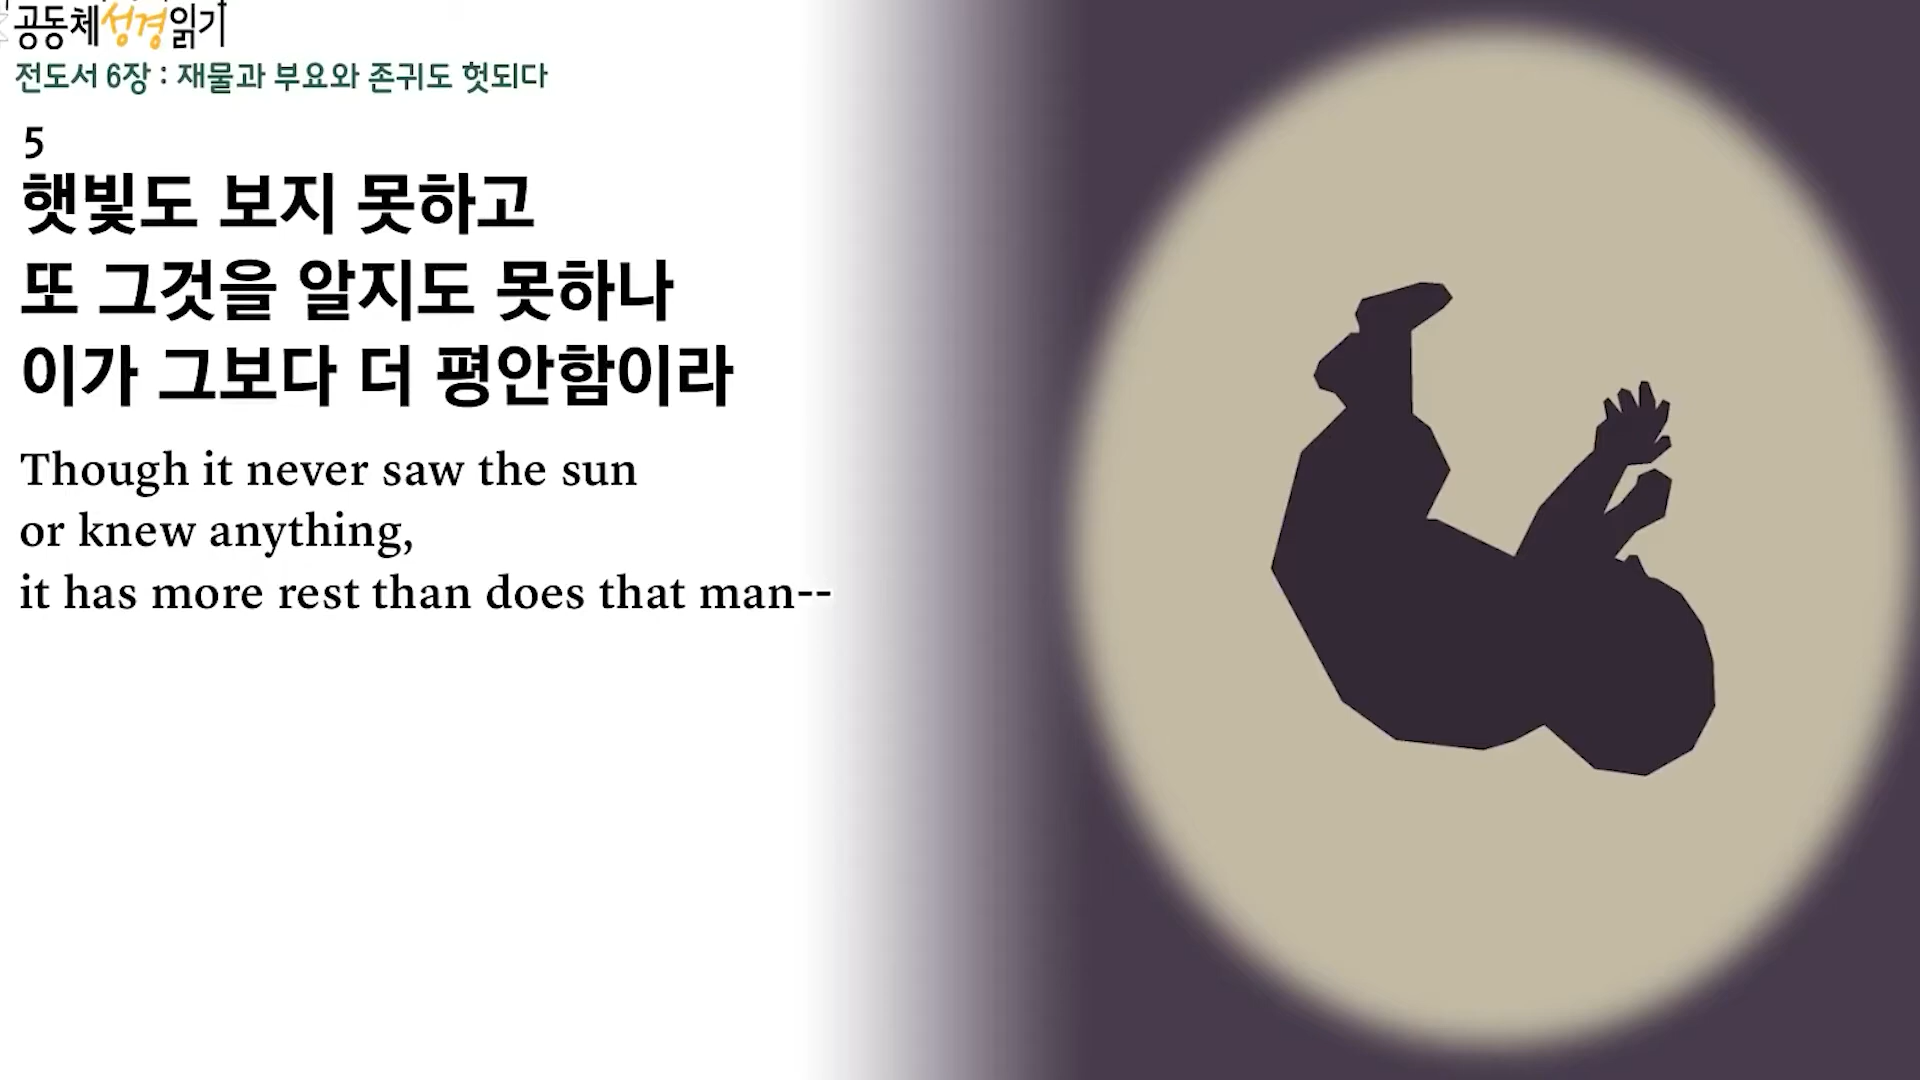 공동체성경읽기
전도서 6장 : 재물과 부요와 존귀도 헛되다
5
햇빛도 보지 못하고
또 그것을 알지도 못하나
이가 그보다 더 평안함이라
Though it never saw the sun
or knew anything,
it has more rest than does that man--